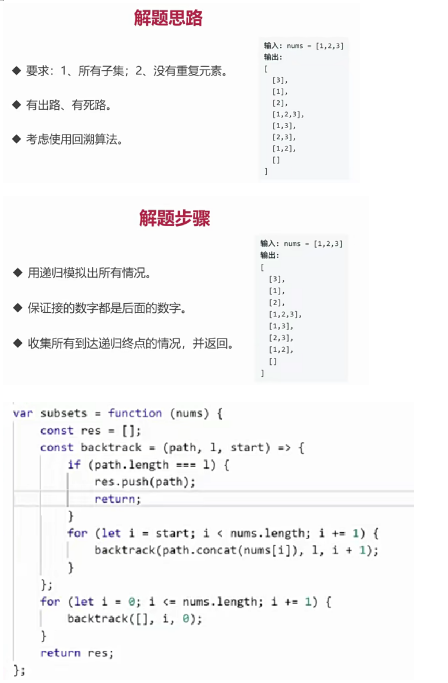 解题思路
◆ 要求：1、所有子集；2、没有重复元素。
◆ 有出路、有死路。
◆ 考虑使用回溯算法。
输入: nums = [1,2,3]
输出:
[
[3],
[1],
[2],
[1,2,3],
[1,3],
[2,3],
[1,2],
[]
]
解题步骤
◆ 用递归模拟出所有情况。
◆ 保证接的数字都是后面的数字。
◆ 收集所有到达递归终点的情况，并返回。
输入: nums = [1,2,3]
输出:
[
[3],
[1],
[2],
[1,2,3],
[1,3],
[2,3],
[1,2],
[]
]
var subsets = function (nums) {
const res = [];
const backtrack = (path, l, start) => {
if (path.length === l) {
res.push(path);
return;
}
for (let i = start; i < nums.length; i += 1) {
backtrack(path.concat(nums[i]), l, i + 1);
}
};
for (let i = 0; i <= nums.length; i += 1) {
backtrack([], i, 0);
}
return res;
};